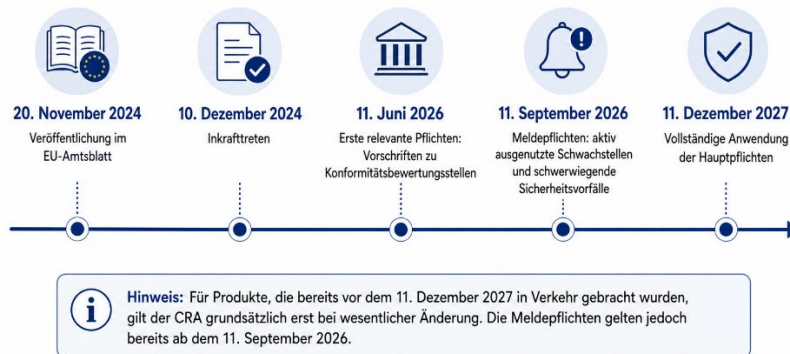 20. November 2024
Veröffentlichung im
EU-Amtsblatt
10. Dezember 2024
Inkrafttreten
11. Juni 2026
Erste relevante Pflichten:
Vorschriften zu
Konformitätsbewertungsstellen
11. September 2026
Meldepflichten: aktiv
ausgenutzte Schwachstellen
und schwerwiegende
Sicherheitsvorfälle
11. Dezember 2027
Vollständige Anwendung
der Hauptpflichten
Hinweis: Für Produkte, die bereits vor dem 11. Dezember 2027 in Verkehr gebracht wurden,
gilt der CRA grundsätzlich erst bei wesentlicher Änderung. Die Meldepflichten gelten jedoch
bereits ab dem 11. September 2026.